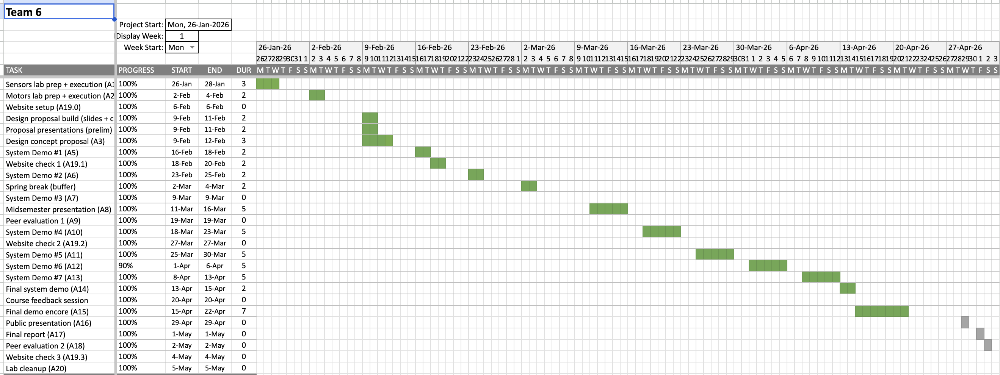 Team 6
Project Start: Mon, 26-Jan-2026
Display Week: 1
Week Start: Mon
26-Jan-26 2-Feb-26 9-Feb-26 16-Feb-26 23-Feb-26 2-Mar-26 9-Mar-26 16-Mar-26 23-Mar-26 30-Mar-26 6-Apr-26 13-Apr-26 20-Apr-26 27-Apr-26
26 27 28 29 30 31 1 2 3 4 5 6 7 8 9 10 11 12 13 14 15 16 17 18 19 20 21 22 23 24 25 26 27 28 1 2 3 4 5 6 7 8 9 10 11 12 13 14 15 16 17 18 19 20 21 22 23 24 25 26 27 28 29 30 31 1 2 3 4 5 6 7 8 9 10 11 12 13 14 15 16 17 18 19 20 21 22 23 24 25 26 27 28 29 30 1 2 3
TASK PROGRESS START END DUR M T W T F S S M T W T F S S M T W T F S S M T W T F S S M T W T F S S M T W T F S S M T W T F S S M T W T F S S M T W T F S S M T W T F S S M T W T F S S M T W T F S S M T W T F S S M T W T F S S
Sensors lab prep + execution (A1 100% 26-Jan 28-Jan 3
Motors lab prep + execution (A2 100% 2-Feb 4-Feb 2
Website setup (A19.0) 100% 6-Feb 6-Feb 0
Design proposal build (slides + c 100% 9-Feb 11-Feb 2
Proposal presentations (prelim) 100% 9-Feb 11-Feb 2
Design concept proposal (A3) 100% 9-Feb 12-Feb 3
System Demo #1 (A5) 100% 16-Feb 18-Feb 2
Website check 1 (A19.1) 100% 18-Feb 20-Feb 2
System Demo #2 (A6) 100% 23-Feb 25-Feb 2
Spring break (buffer) 100% 2-Mar 4-Mar 2
System Demo #3 (A7) 100% 9-Mar 9-Mar 0
Midsemester presentation (A8) 100% 11-Mar 16-Mar 5
Peer evaluation 1 (A9) 100% 19-Mar 19-Mar 0
System Demo #4 (A10) 100% 18-Mar 23-Mar 5
Website check 2 (A19.2) 100% 27-Mar 27-Mar 0
System Demo #5 (A11) 100% 25-Mar 30-Mar 5
System Demo #6 (A12) 90% 1-Apr 6-Apr 5
System Demo #7 (A13) 100% 8-Apr 13-Apr 5
Final system demo (A14) 100% 13-Apr 15-Apr 2
Course feedback session 100% 20-Apr 20-Apr 0
Final demo encore (A15) 100% 15-Apr 22-Apr 7
Public presentation (A16) 100% 29-Apr 29-Apr 0
Final report (A17) 100% 1-May 1-May 0
Peer evaluation 2 (A18) 100% 2-May 2-May 0
Website check 3 (A19.3) 100% 4-May 4-May 0
Lab cleanup (A20) 100% 5-May 5-May 0